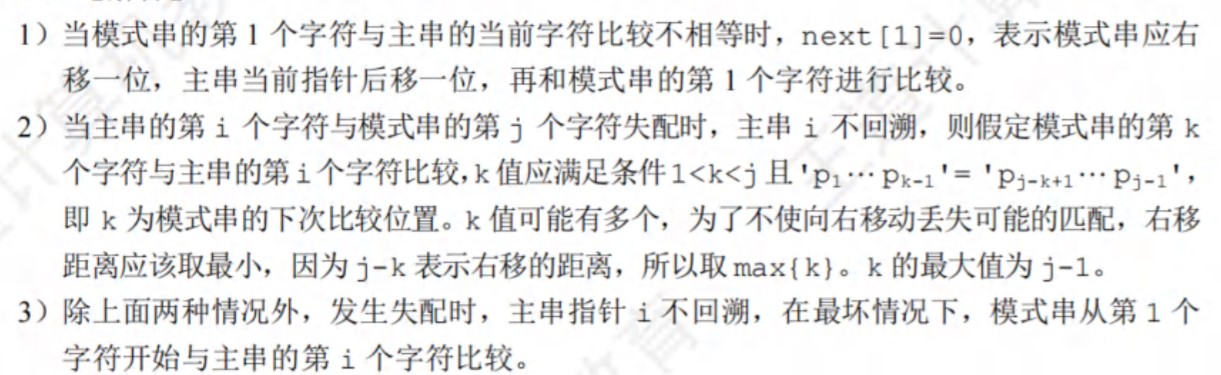 1）当模式串的第 1 个字符与主串的当前字符比较不相等时，next[1]=0，表示模式串应右
移一位，主串当前指针后移一位，再和模式串的第 1 个字符进行比较。
2）当主串的第 i 个字符与模式串的第 j 个字符失配时，主串 i 不回溯，则假定模式串的第 k
个字符与主串的第 i 个字符比较，k 值应满足条件 1<k<j 且'p₁⋯pₖ₋₁'='pⱼ₋ₖ₊₁⋯pⱼ₋₁'，
即 k 为模式串的下次比较位置。k 值可能有多个，为了不使向右移动丢失可能的匹配，右移
距离应该取最小，因为 j-k 表示右移的距离，所以取 max{k}。k 的最大值为 j-1。
3）除上面两种情况外，发生失配时，主串指针 i 不回溯，在最坏情况下，模式串从第 1 个
字符开始与主串的第 i 个字符比较。